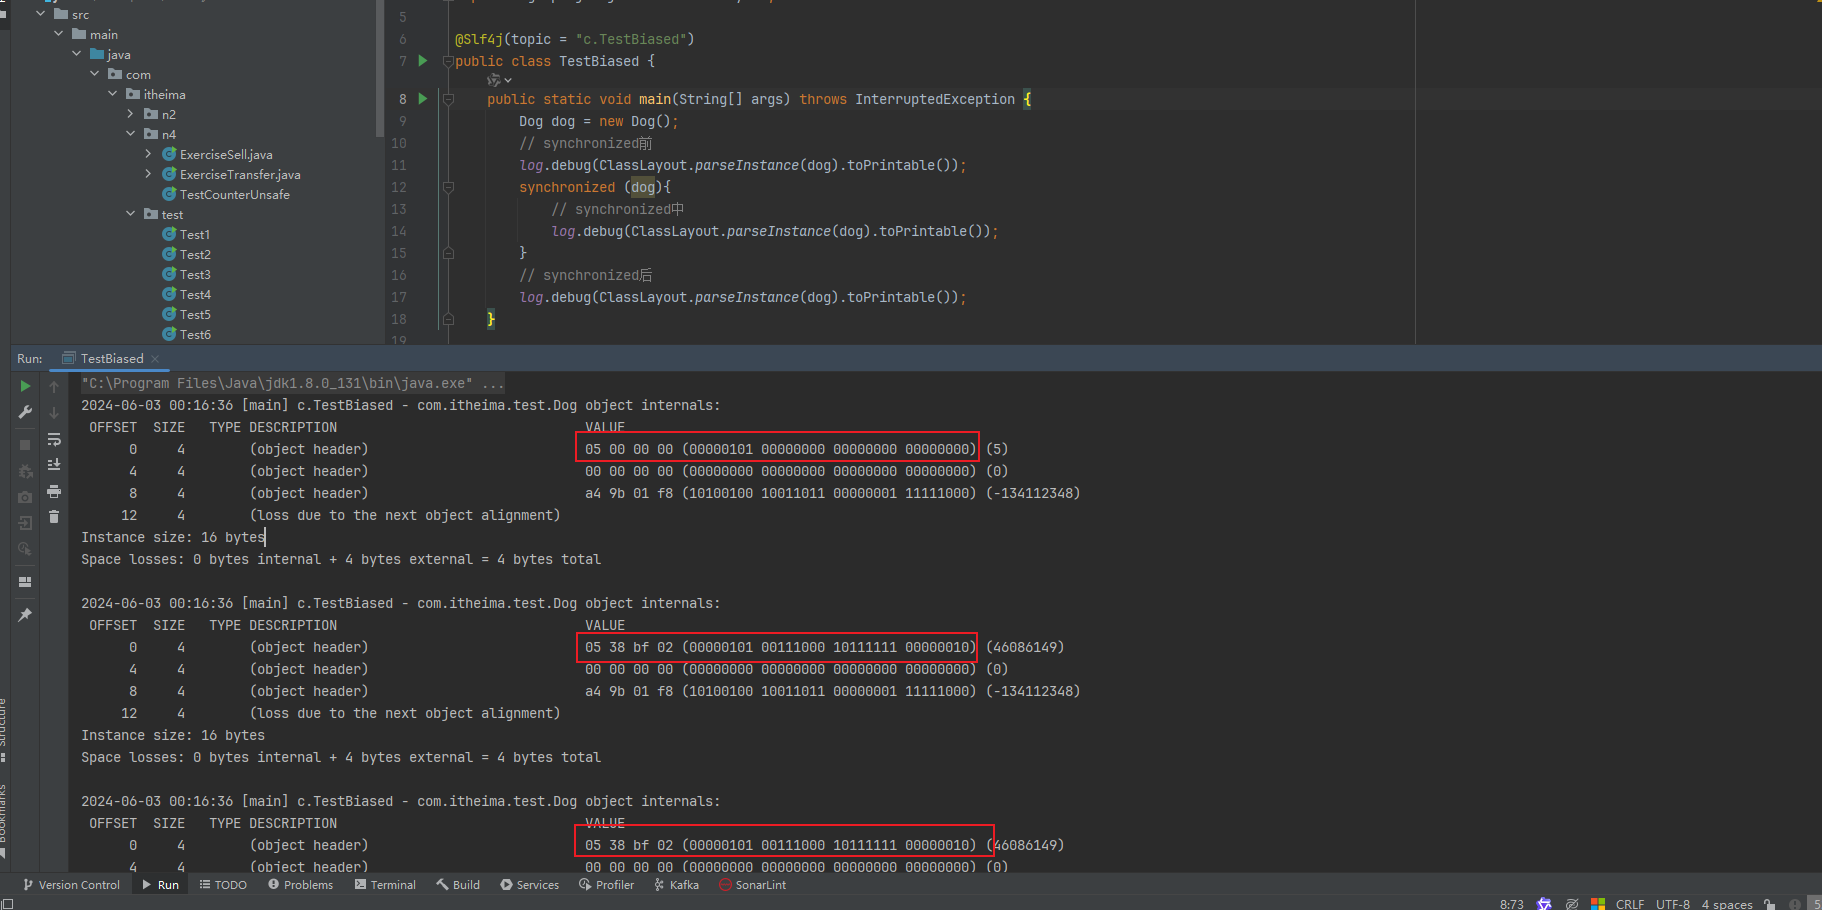 src
main
java
com
itheima
n2
n4
ExerciseSell.java
ExerciseTransfer.java
TestCounterUnsafe
test
Test1
Test2
Test3
Test4
Test5
Test6
5
6 @Slf4j(topic = "c.TestBiased")
7 public class TestBiased {
8 public static void main(String[] args) throws InterruptedException {
9 Dog dog = new Dog();
10 // synchronized前
11 log.debug(ClassLayout.parseInstance(dog).toPrintable());
12 synchronized (dog){
13 // synchronized中
14 log.debug(ClassLayout.parseInstance(dog).toPrintable());
15 }
16 // synchronized后
17 log.debug(ClassLayout.parseInstance(dog).toPrintable());
18 }
19
Run: TestBiased
"C:\Program Files\Java\jdk1.8.0_131\bin\java.exe" ...
2024-06-03 00:16:36 [main] c.TestBiased - com.itheima.test.Dog object internals:
OFFSET SIZE TYPE DESCRIPTION VALUE
0 4 (object header) 05 00 00 00 (00000101 00000000 00000000 00000000) (5)
4 4 (object header) 00 00 00 00 (00000000 00000000 00000000 00000000) (0)
8 4 (object header) a4 9b 01 f8 (10100100 10011011 00000001 11111000) (-134112348)
12 4 (loss due to the next object alignment)
Instance size: 16 bytes
Space losses: 0 bytes internal + 4 bytes external = 4 bytes total
2024-06-03 00:16:36 [main] c.TestBiased - com.itheima.test.Dog object internals:
OFFSET SIZE TYPE DESCRIPTION VALUE
0 4 (object header) 05 38 bf 02 (00000101 00111000 10111111 00000010) (46086149)
4 4 (object header) 00 00 00 00 (00000000 00000000 00000000 00000000) (0)
8 4 (object header) a4 9b 01 f8 (10100100 10011011 00000001 11111000) (-134112348)
12 4 (loss due to the next object alignment)
Instance size: 16 bytes
Space losses: 0 bytes internal + 4 bytes external = 4 bytes total
2024-06-03 00:16:36 [main] c.TestBiased - com.itheima.test.Dog object internals:
OFFSET SIZE TYPE DESCRIPTION VALUE
0 4 (object header) 05 38 bf 02 (00000101 00111000 10111111 00000010) (46086149)
4 4 (object header) 00 00 00 00 (00000000 00000000 00000000 00000000) (0)
Structure
Bookmarks
Version Control Run TODO Problems Terminal Build Services Profiler Kafka SonarLint
8:73 CRLF UTF-8 4 spaces 5